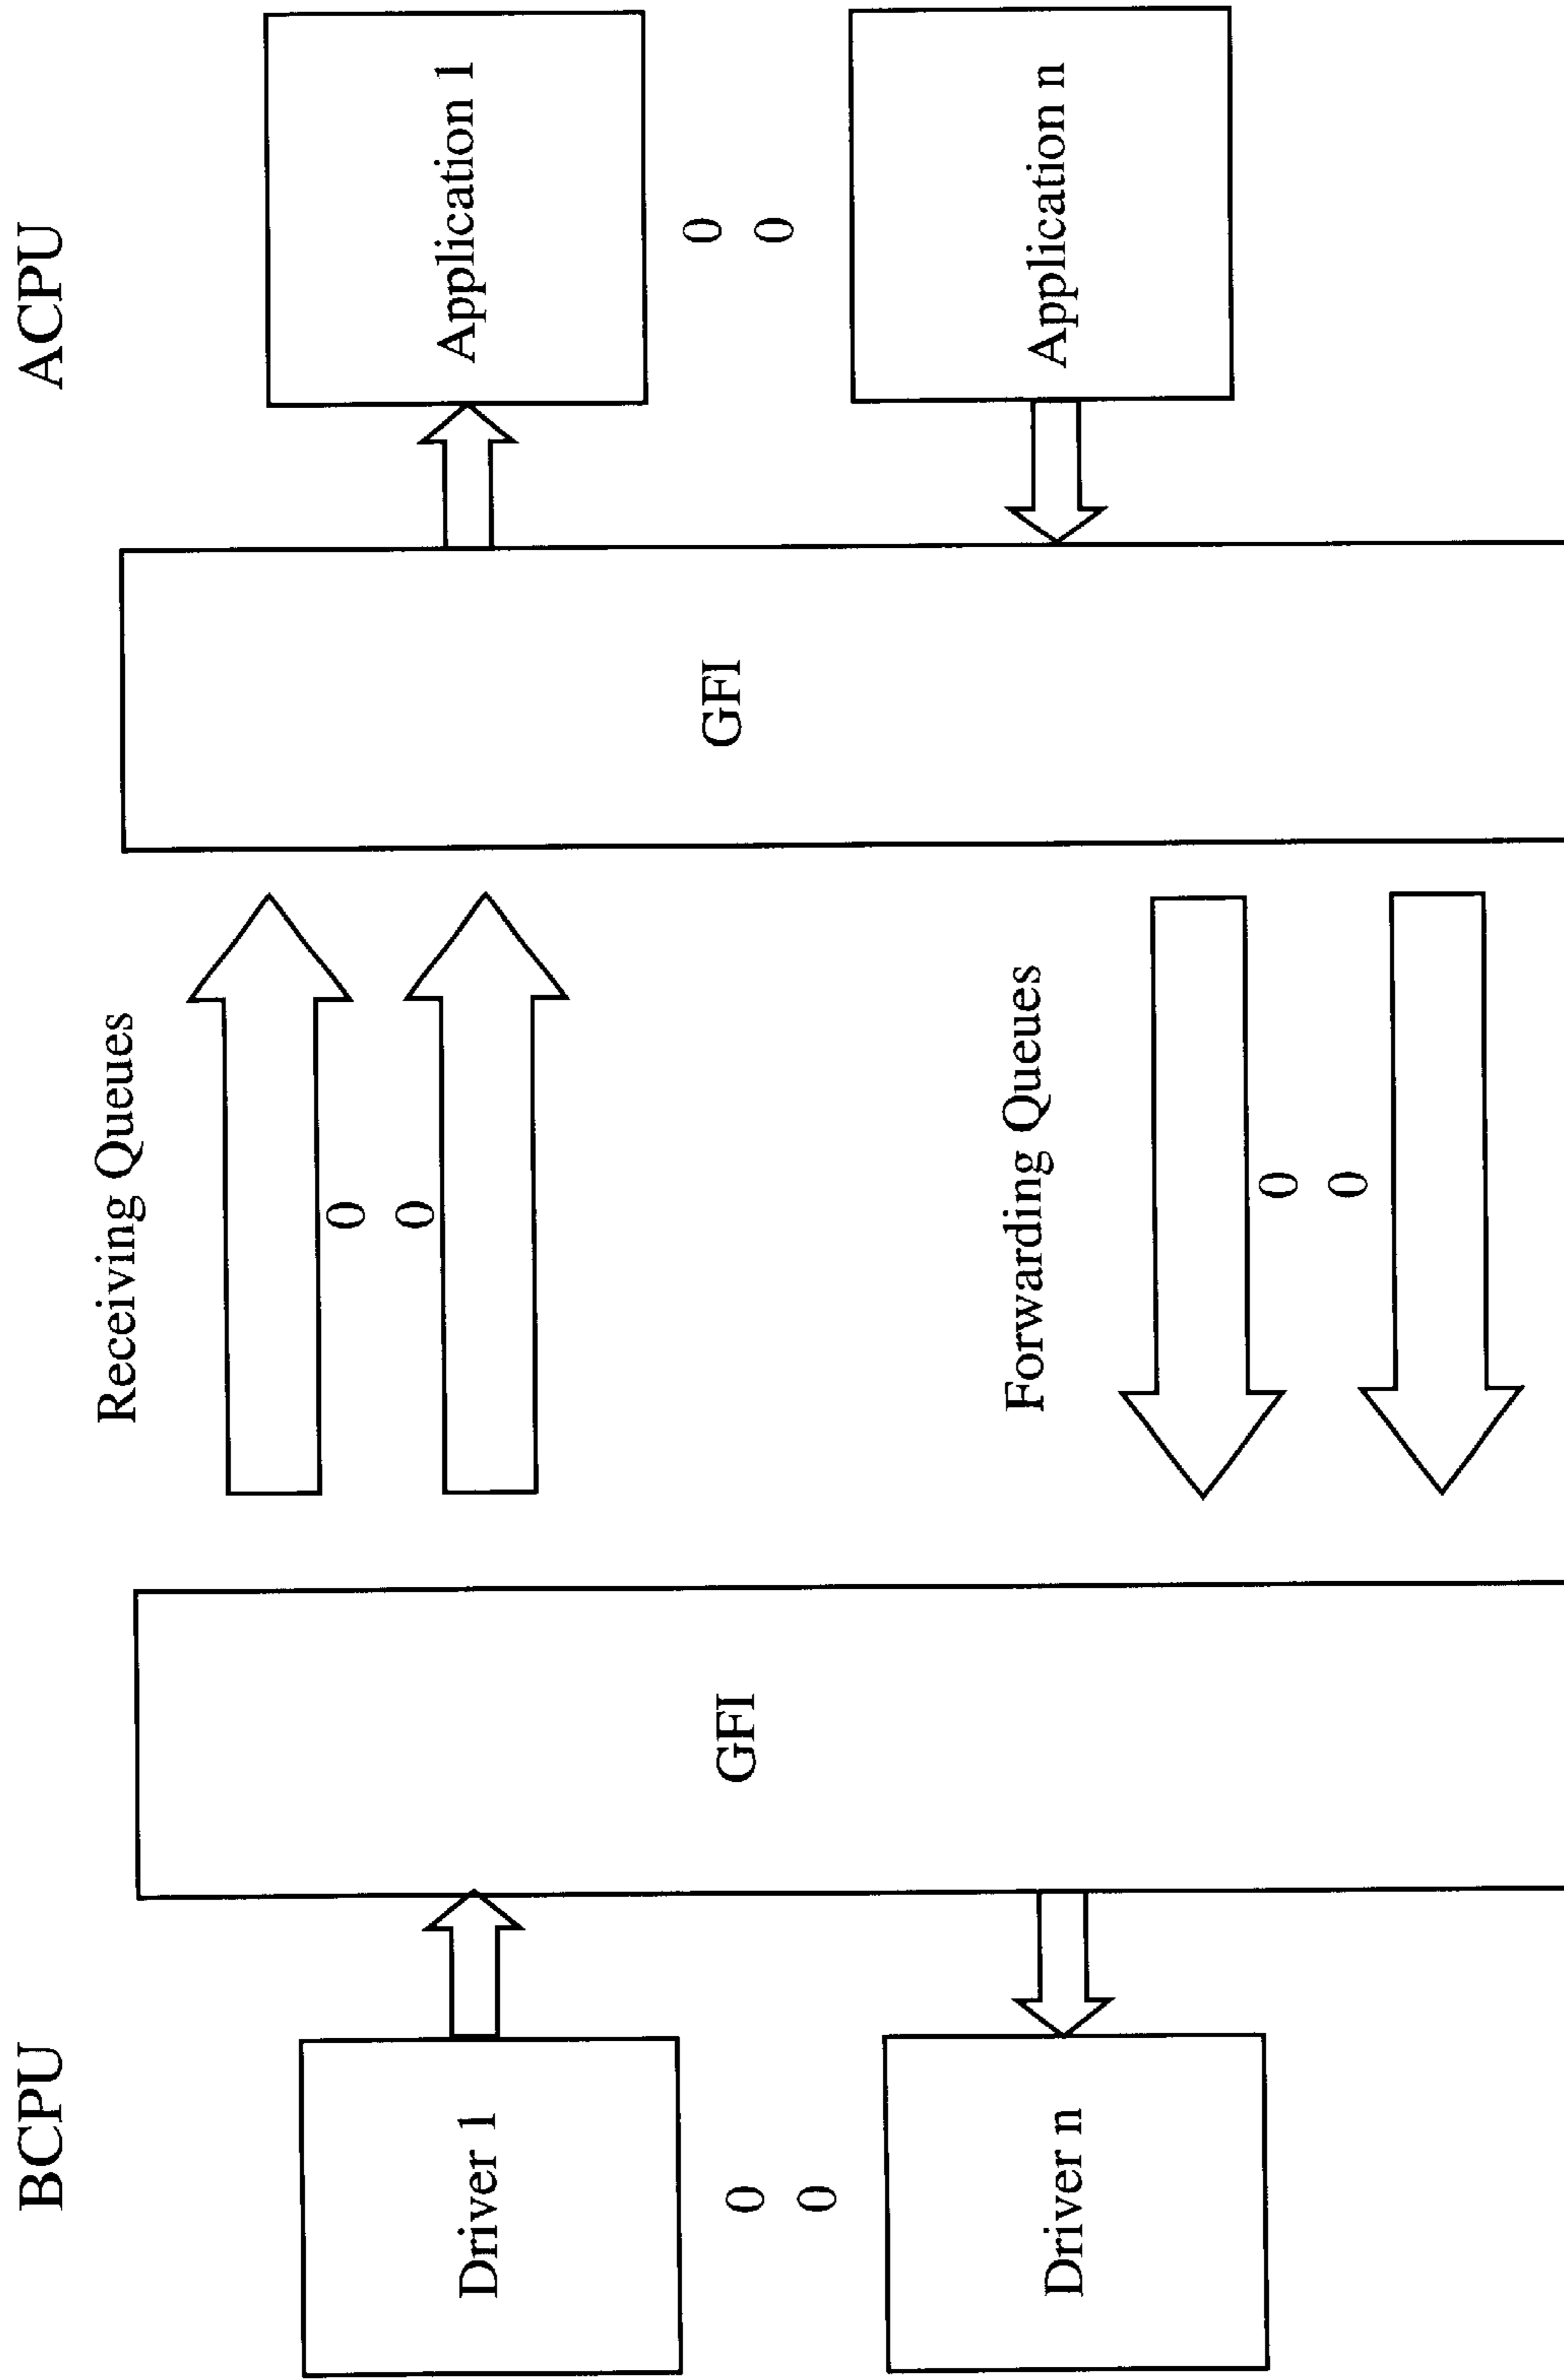 BCPU
ACPU
Receiving Queues
Driver 1
GFI
GFI
Application 1
0
0
0
0
0
0
Forwarding Queues
0
0
Driver n
Application n